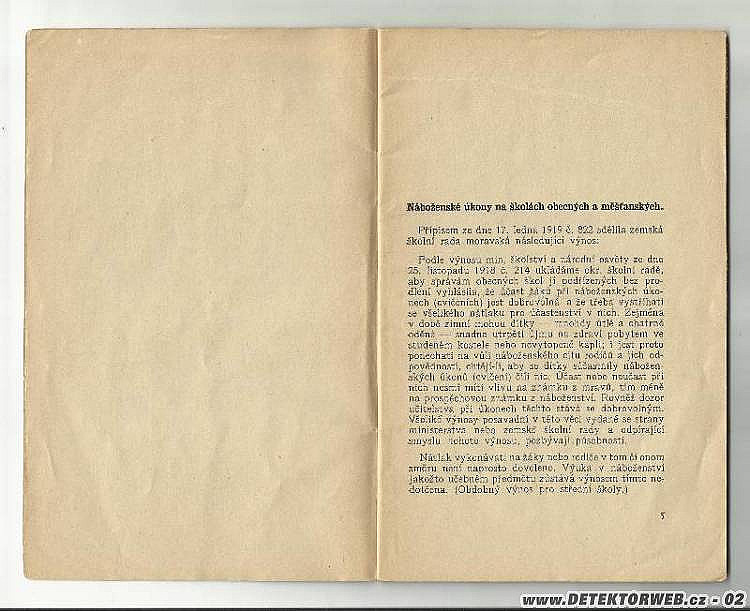 Náboženské úkony na školách obecných a měšťanských.
Přípisem ze dne 17. ledna 1919 č. 822 sdělila zemská
školní rada moravská následující výnos:
Podle výnosu min. školství a národní osvěty ze dne
25. listopadu 1918 č. 214 ukládáme okr. školní radě,
aby správám obecných škol jí podřízených bez pro-
dlení vyhlásila, že účast žáků při náboženských úko-
nech (cvičeních) jest dobrovolná a že třeba vystříhati
se všelikého nátlaku pro účastenství v nich. Zejména
v době zimní mohou dítky — mnohdy útlé a chatrně
oděné — snadno utrpěti újmu na zdraví pobytem ve
studeném kostele nebo nevytopené kapli; i jest proto
ponechati na vůli náboženského citu rodičů a jich od-
povědnosti, chtějí-li, aby se dítky súčastnily nábožen-
ských úkonů (cvičení) čili nic. Účast nebo neúčast při
nich nesmí míti vlivu na známku z mravů, tím méně
na prospěchovou známku z náboženství. Rovněž dozor
učitelstva při úkonech těchto stává se dobrovolným.
Všeliké výnosy posavadní v této věci vydané se strany
ministerstva nebo zemské školní rady a odpírající
smyslu tohoto výnosu, pozbývají působnosti.
Nátlak vykonávati na žáky nebo rodiče v tom či onom
směru není naprosto dovoleno. Výuka v náboženství
jakožto učebném předmětu zůstává výnosem tímto ne-
dotčena. (Obdobný výnos pro střední školy.)
5
www.DETEKTORWEB.cz - 02